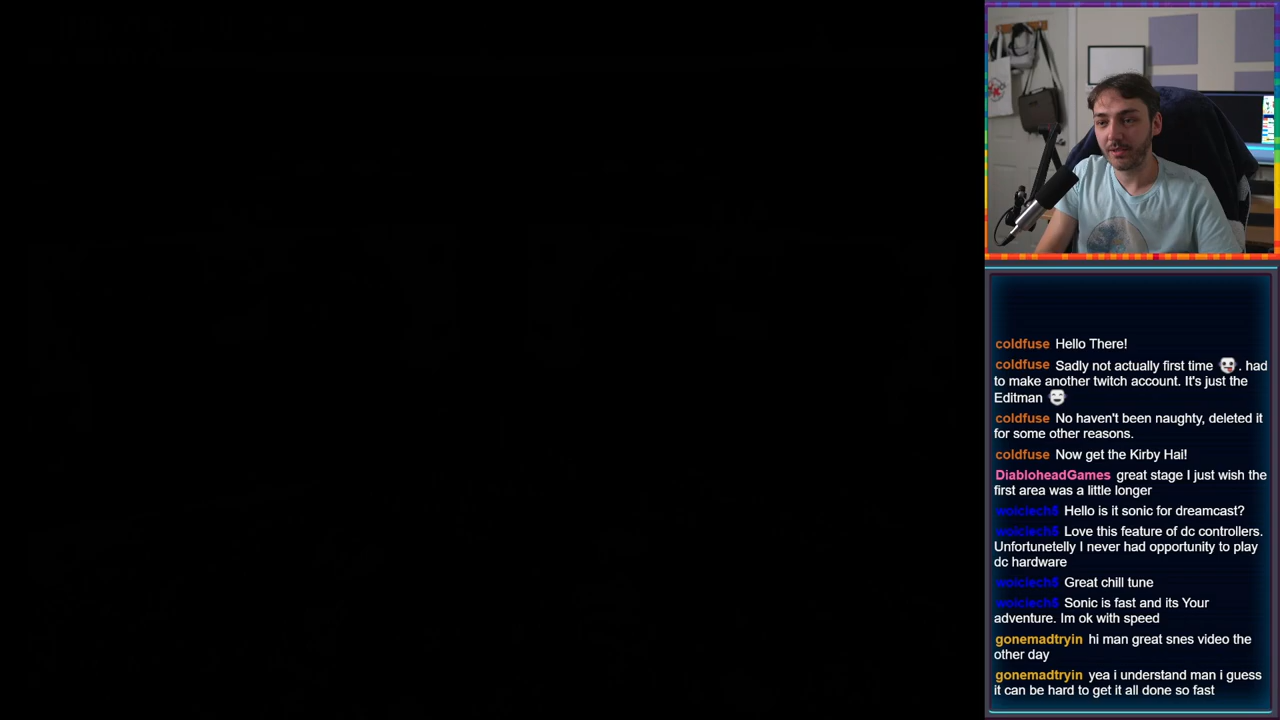 coldfuse Hello There!
coldfuse Sadly not actually first time . had
to make another twitch account. It's just the
Editman
coldfuse No haven't been naughty, deleted it
for some other reasons.
coldfuse Now get the Kirby Hai!
DiabloheadGames great stage I just wish the
first area was a little longer
wojciech5 Hello is it sonic for dreamcast?
wojciech5 Love this feature of dc controllers.
Unfortunetelly I never had opportunity to play
dc hardware
wojciech5 Great chill tune
wojciech5 Sonic is fast and its Your
adventure. Im ok with speed
gonemadtryin hi man great snes video the
other day
gonemadtryin yea i understand man i guess
it can be hard to get it all done so fast